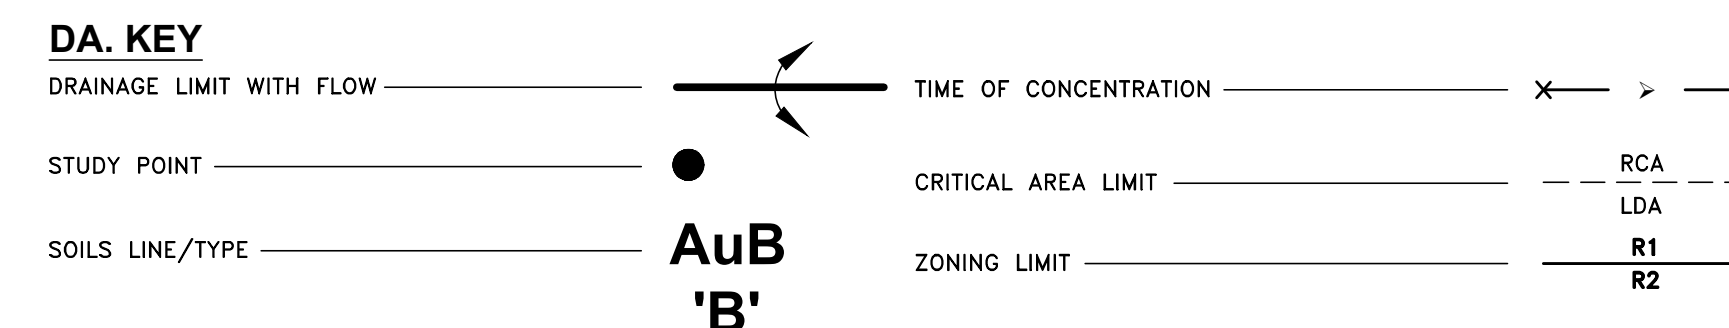 DA. KEY
DRAINAGE LIMIT WITH FLOW
STUDY POINT
SOILS LINE/TYPE
AuB
'B'
TIME OF CONCENTRATION
CRITICAL AREA LIMIT
RCA
LDA
ZONING LIMIT
R1
R2